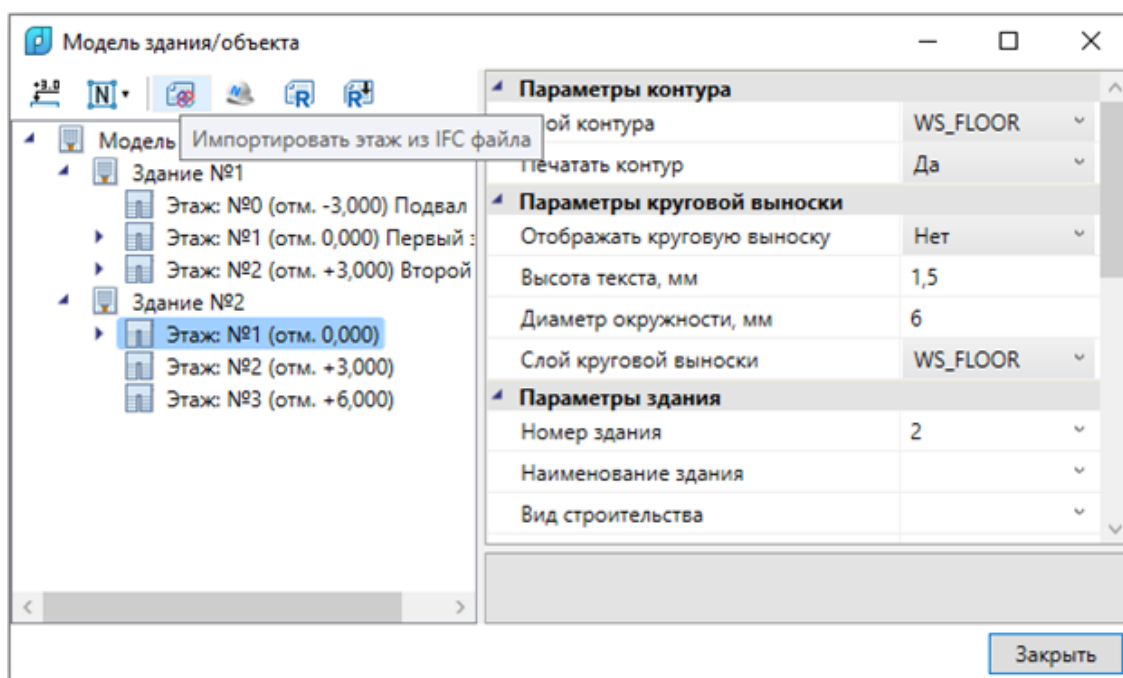 Модель здания/объекта
+3.0
N
R
R
Импортировать этаж из IFC файла
Модель
Здание №1
Этаж: №0 (отм. -3,000) Подвал
Этаж: №1 (отм. 0,000) Первый
Этаж: №2 (отм. +3,000) Второй
Здание №2
Этаж: №1 (отм. 0,000)
Этаж: №2 (отм. +3,000)
Этаж: №3 (отм. +6,000)
Параметры контура
ой контура WS_FLOOR
Печатать контур Да
Параметры круговой выноски
Отображать круговую выноску Нет
Высота текста, мм 1,5
Диаметр окружности, мм 6
Слой круговой выноски WS_FLOOR
Параметры здания
Номер здания 2
Наименование здания
Вид строительства
Закрыть